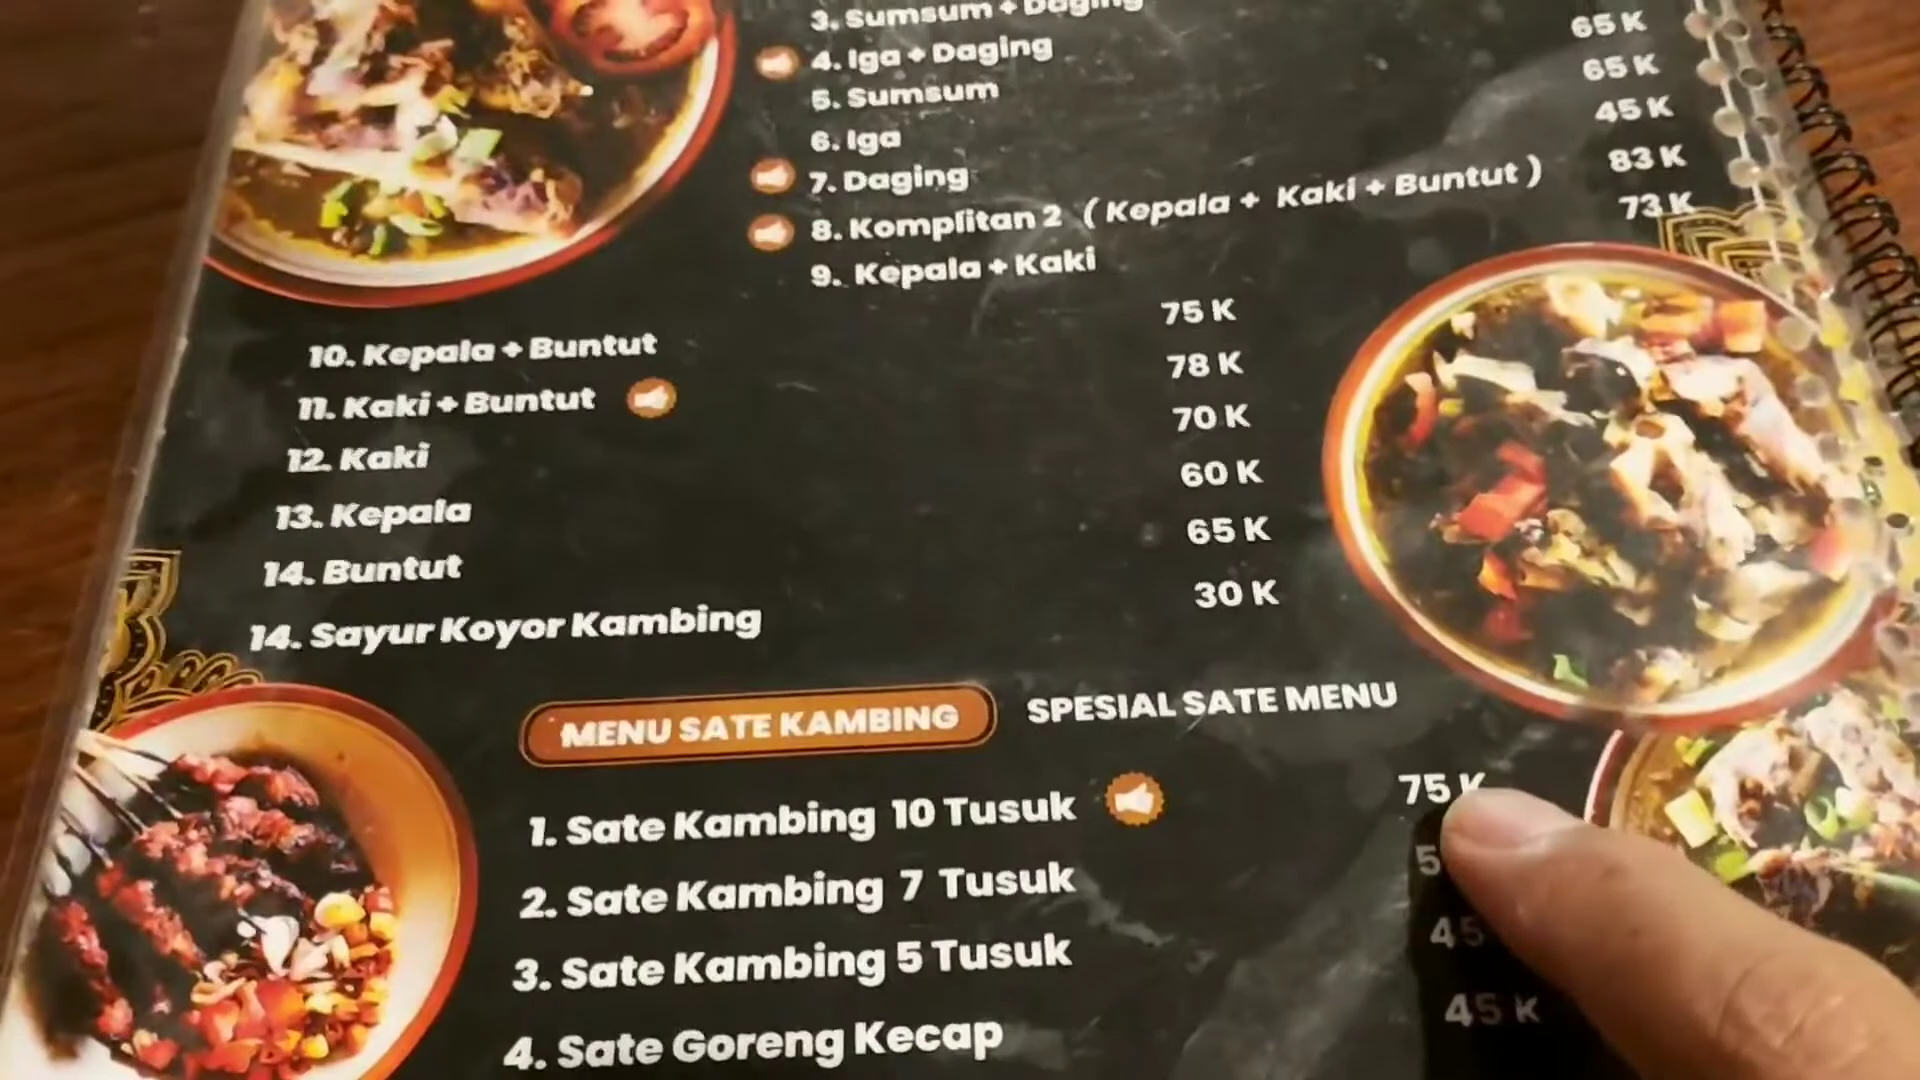 3. Sumsum + Daging
4. Iga + Daging 65 K
5. Sumsum 65 K
6. Iga 45 K
7. Daging 83 K
8. Komplitan 2 ( Kepala + Kaki + Buntut ) 73 K
9. Kepala + Kaki
10. Kepala + Buntut 75 K
11. Kaki + Buntut 78 K
12. Kaki 70 K
13. Kepala 60 K
14. Buntut 65 K
14. Sayur Koyor Kambing 30 K
MENU SATE KAMBING SPESIAL SATE MENU
1. Sate Kambing 10 Tusuk 75 K
2. Sate Kambing 7 Tusuk
3. Sate Kambing 5 Tusuk 45
4. Sate Goreng Kecap 45 K